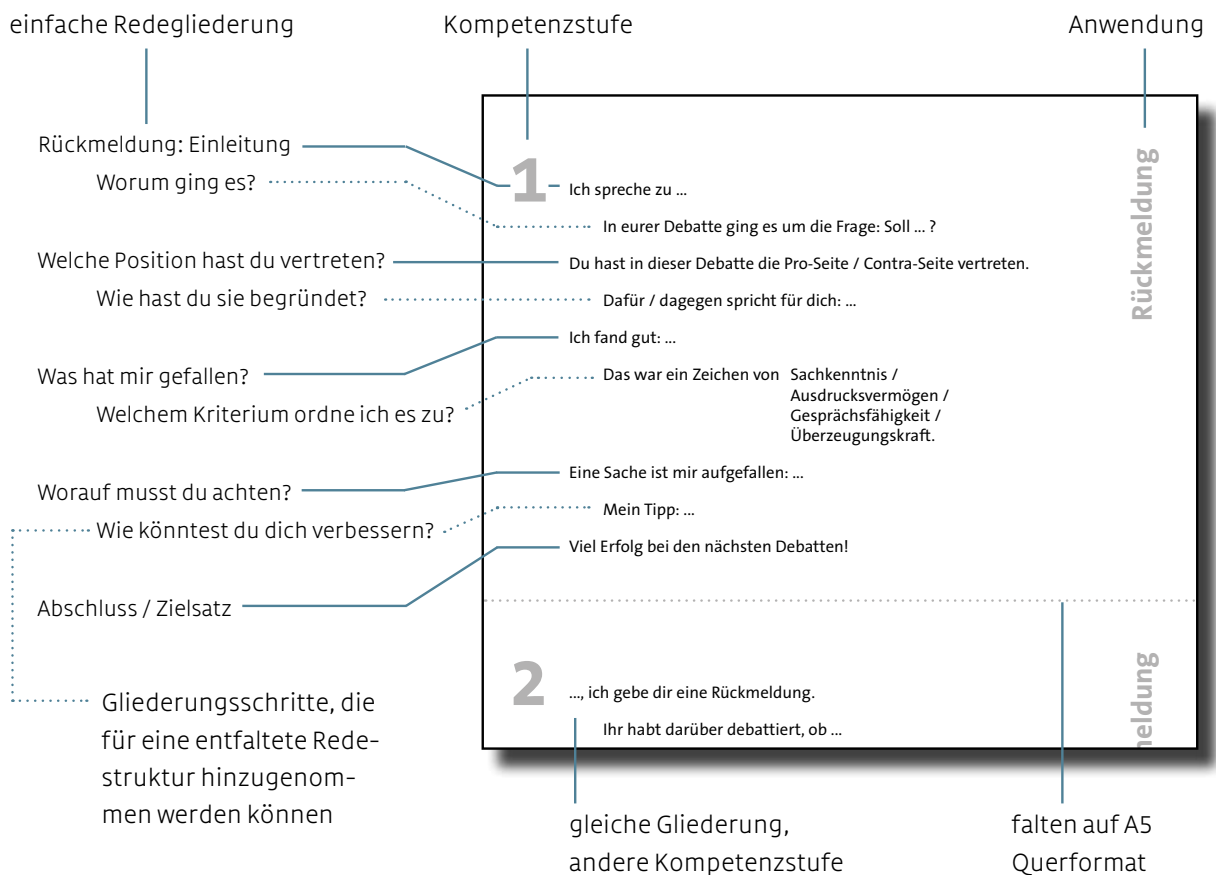 einfache Redegliederung
Kompetenzstufe
Anwendung
Rückmeldung: Einleitung
Worum ging es?
Welche Position hast du vertreten?
Wie hast du sie begründet?
Was hat mir gefallen?
Welchem Kriterium ordne ich es zu?
Worauf musst du achten?
Wie könntest du dich verbessern?
Abschluss / Zielsatz
Gliederungsschritte, die
für eine entfaltete Rede-
struktur hinzugenom-
men werden können
1
Ich spreche zu ...
In eurer Debatte ging es um die Frage: Soll ... ?
Du hast in dieser Debatte die Pro-Seite / Contra-Seite vertreten.
Dafür / dagegen spricht für dich: ...
Ich fand gut: ...
Das war ein Zeichen von Sachkenntnis /
Ausdrucksvermögen /
Gesprächsfähigkeit /
Überzeugungskraft.
Eine Sache ist mir aufgefallen: ...
Mein Tipp: ...
Viel Erfolg bei den nächsten Debatten!
Rückmeldung
2
..., ich gebe dir eine Rückmeldung.
Ihr habt darüber debattiert, ob ...
neldung
gleiche Gliederung,
andere Kompetenzstufe
falten auf A5
Querformat